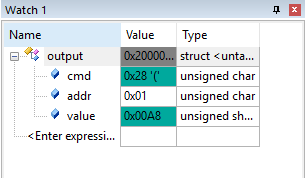 Watch 1
Name Value Type
output 0x20000... struct <unta...
cmd 0x28 '(' unsigned char
addr 0x01 unsigned char
value 0x00A8 unsigned sh...
<Enter expressi...